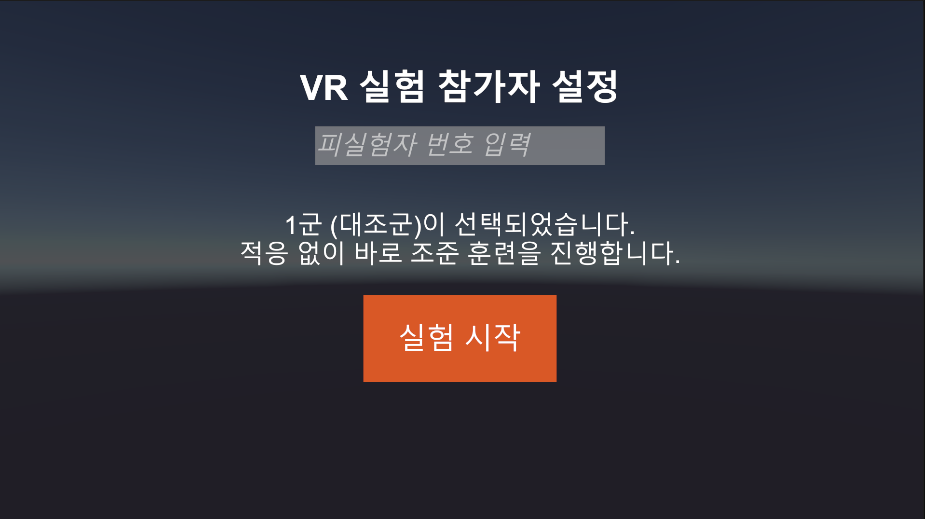 VR 실험 참가자 설정
피실험자 번호 입력
1군 (대조군)이 선택되었습니다.
적응 없이 바로 조준 훈련을 진행합니다.
실험 시작